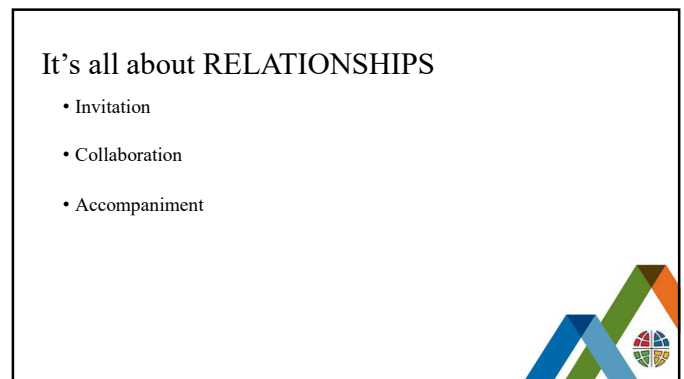 It’s all about RELATIONSHIPS
• Invitation
• Collaboration
• Accompaniment